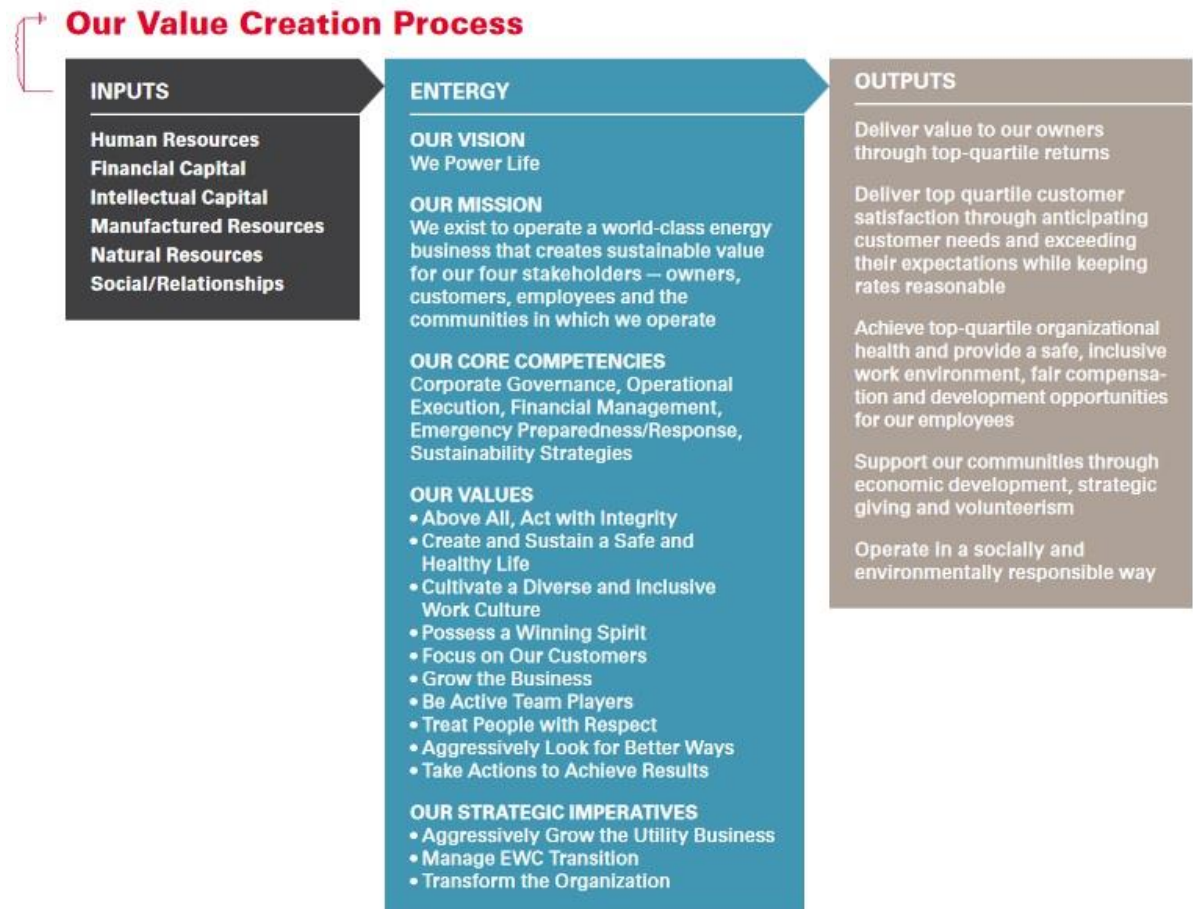 Our Value Creation Process
INPUTS
Human Resources
Financial Capital
Intellectual Capital
Manufactured Resources
Natural Resources
Social/Relationships
ENTERGY
OUR VISION
We Power Life
OUR MISSION
We exist to operate a world-class energy
business that creates sustainable value
for our four stakeholders — owners,
customers, employees and the
communities in which we operate
OUR CORE COMPETENCIES
Corporate Governance, Operational
Execution, Financial Management,
Emergency Preparedness/Response,
Sustainability Strategies
OUR VALUES
• Above All, Act with Integrity
• Create and Sustain a Safe and
Healthy Life
• Cultivate a Diverse and Inclusive
Work Culture
• Possess a Winning Spirit
• Focus on Our Customers
• Grow the Business
• Be Active Team Players
• Treat People with Respect
• Aggressively Look for Better Ways
• Take Actions to Achieve Results
OUR STRATEGIC IMPERATIVES
• Aggressively Grow the Utility Business
• Manage EWC Transition
• Transform the Organization
OUTPUTS
Deliver value to our owners
through top-quartile returns
Deliver top quartile customer
satisfaction through anticipating
customer needs and exceeding
their expectations while keeping
rates reasonable
Achieve top-quartile organizational
health and provide a safe, inclusive
work environment, fair compensa-
tion and development opportunities
for our employees
Support our communities through
economic development, strategic
giving and volunteerism
Operate in a socially and
environmentally responsible way